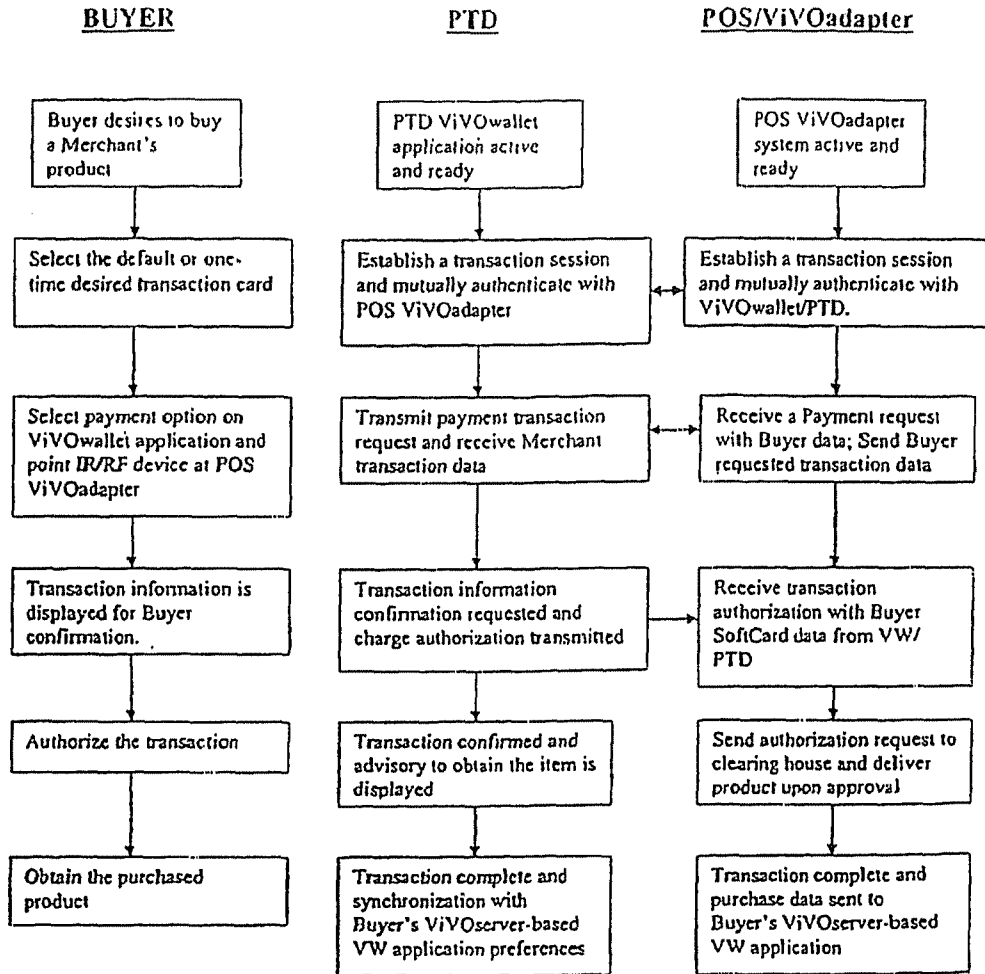 BUYER
PTD
POS/ViVOadapter
Buyer desires to buy
a Merchant's
product
PTD ViVOwallet
application active
and ready
POS ViVOadapter
system active and
ready
Select the default or one-
time desired transaction card
Establish a transaction session
and mutually authenticate with
POS ViVOadapter
Establish a transaction session
and mutually authenticate with
ViVOwallet/PTD.
Select payment option on
ViVOwallet application and
point IR/RF device at POS
ViVOadapter
Transmit payment transaction
request and receive Merchant
transaction data
Receive a Payment request
with Buyer data; Send Buyer
requested transaction data
Transaction information is
displayed for Buyer
confirmation.
Transaction information
confirmation requested and
charge authorization transmitted
Receive transaction
authorization with Buyer
SoftCard data from VW/
PTD
Authorize the transaction
Transaction confirmed and
advisory to obtain the item is
displayed
Send authorization request to
clearing house and deliver
product upon approval
Obtain the purchased
product
Transaction complete and
synchronization with
Buyer's ViVOserver-based
VW application preferences
Transaction complete and
purchase data sent to
Buyer's ViVOserver-based
VW application